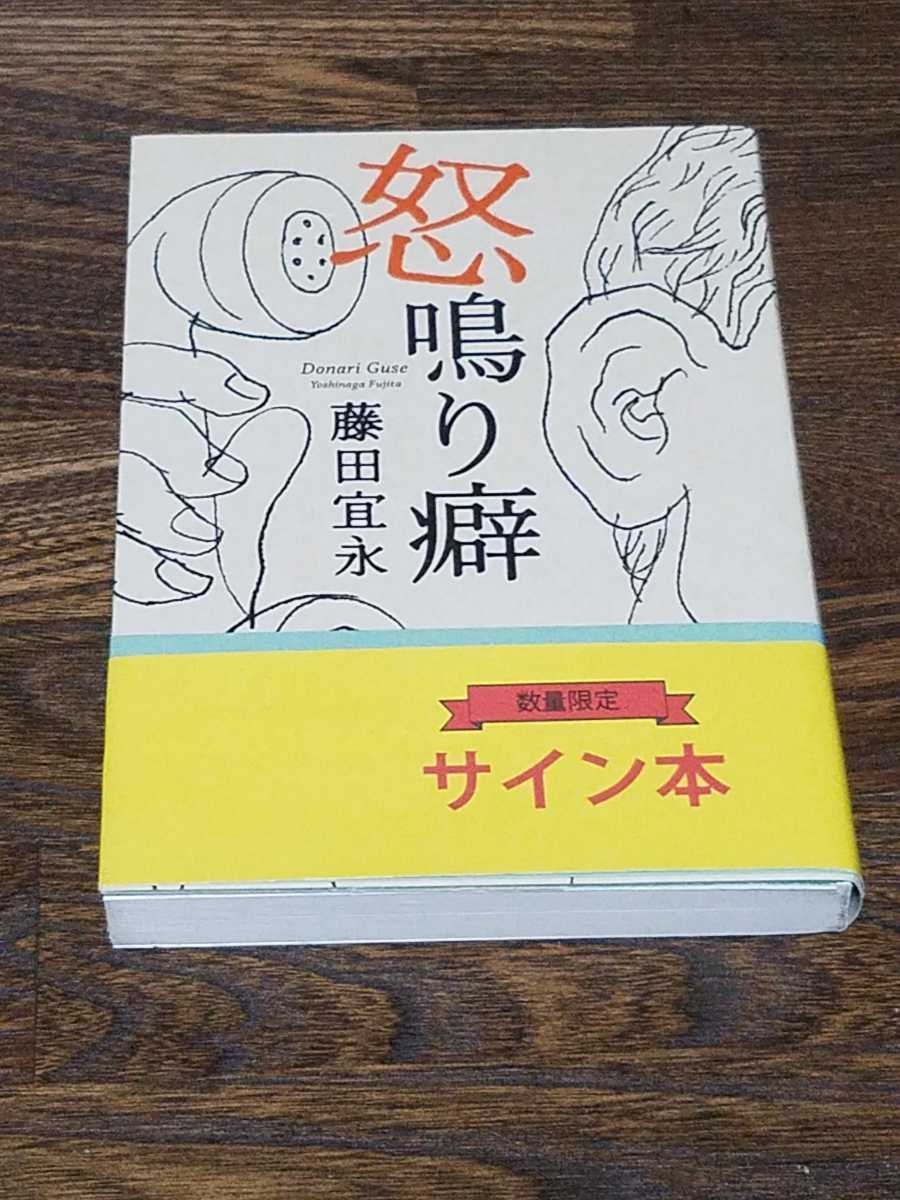 怒鳴り癖
Donari Guse
Yoshinaga Fujita
藤田宜永
数量限定
サイン本